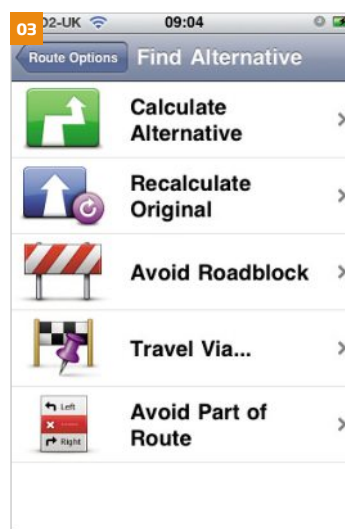 03
O2-UK 09:04
Route Options Find Alternative
Calculate
Alternative
Recalculate
Original
Avoid Roadblock
Travel Via...
Left
Avoid Part of
Right
Route